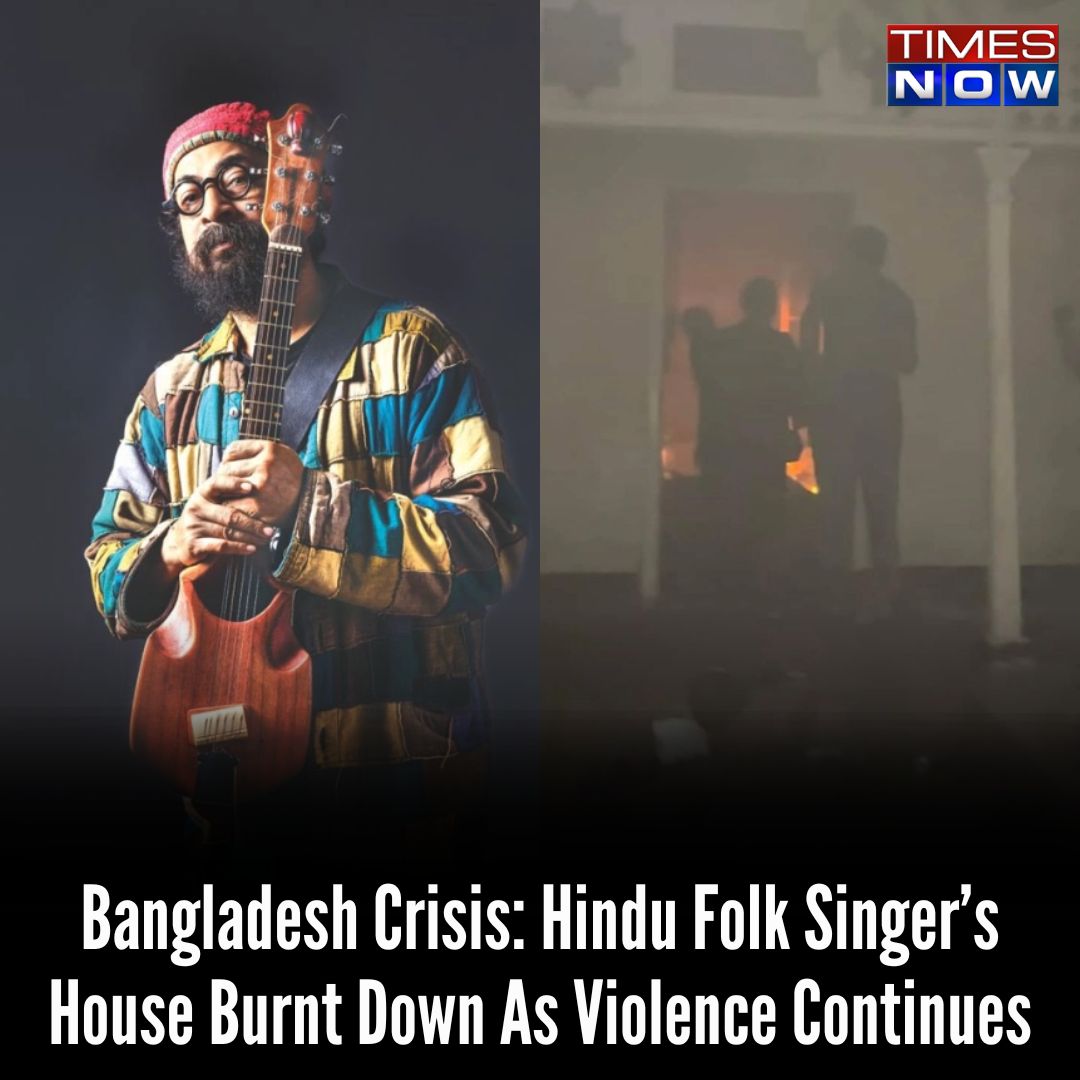 TIMES
NOW
Bangladesh Crisis: Hindu Folk Singer’s
House Burnt Down As Violence Continues